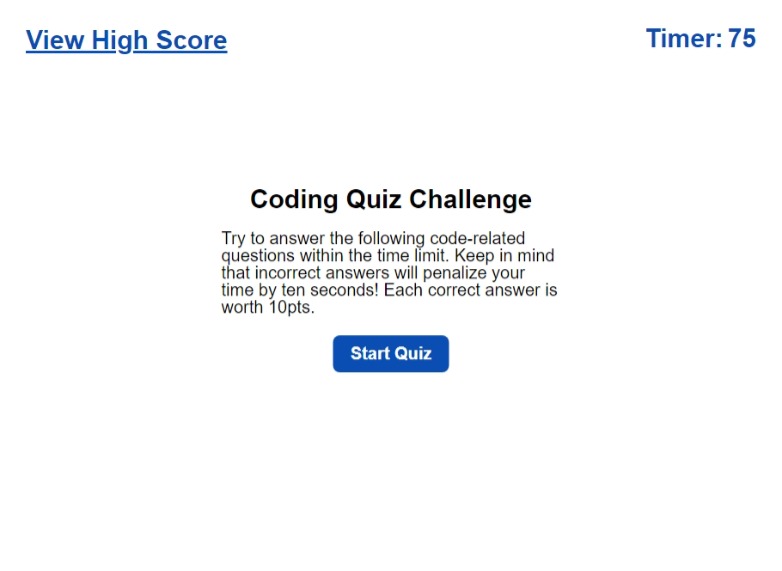 View High Score
Timer: 75
Coding Quiz Challenge
Try to answer the following code-related
questions within the time limit. Keep in mind
that incorrect answers will penalize your
time by ten seconds! Each correct answer is
worth 10pts.
Start Quiz